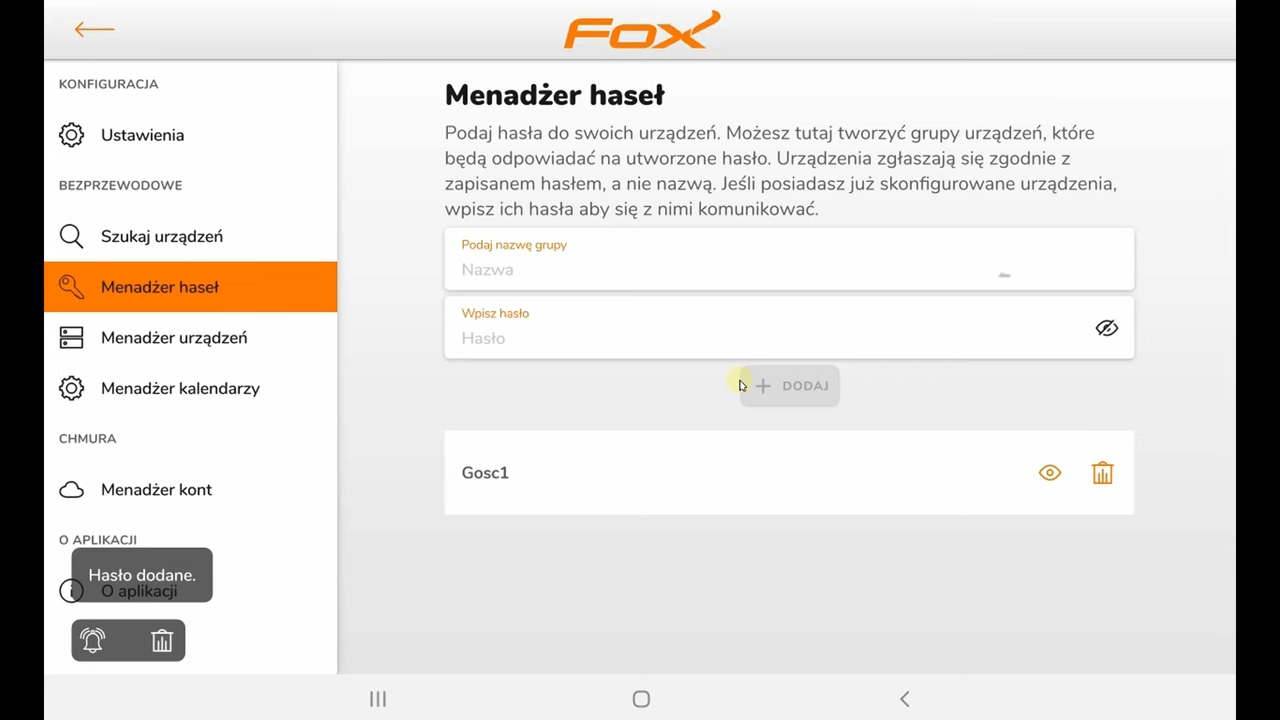 Fox
KONFIGURACJA
Ustawienia
BEZPRZEWODOWE
Szukaj urządzeń
Menadżer haseł
Menadżer urządzeń
Menadżer kalendarzy
CHMURA
Menadżer kont
O APLIKACJI
Hasło dodane.
O aplikacji
Menadżer haseł
Podaj hasła do swoich urządzeń. Możesz tutaj tworzyć grupy urządzeń, które
będą odpowiadać na utworzone hasło. Urządzenia zgłaszają się zgodnie z
zapisanem hasłem, a nie nazwą. Jeśli posiadasz już skonfigurowane urządzenia,
wpisz ich hasła aby się z nimi komunikować.
Podaj nazwę grupy
Nazwa
Wpisz hasło
Hasło
+ DODAJ
Gosc1